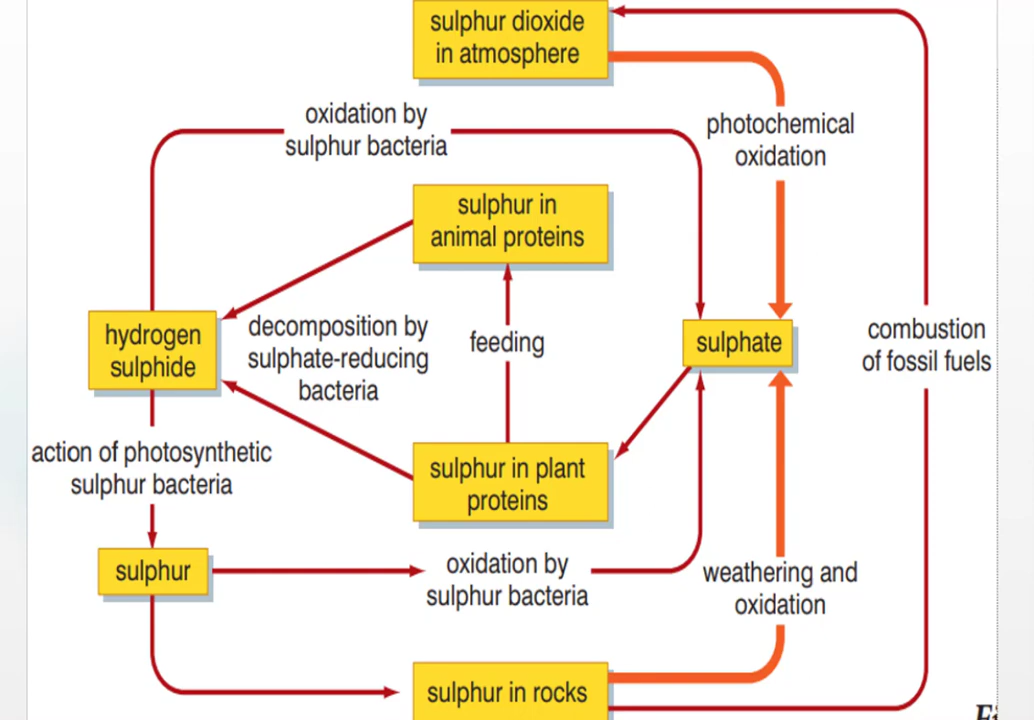 sulphur dioxide
in atmosphere
oxidation by
sulphur bacteria
photochemical
oxidation
sulphur in
animal proteins
hydrogen
sulphide
decomposition by
sulphate-reducing
bacteria
feeding
sulphate
combustion
of fossil fuels
action of photosynthetic
sulphur bacteria
sulphur in plant
proteins
sulphur
oxidation by
sulphur bacteria
weathering and
oxidation
sulphur in rocks